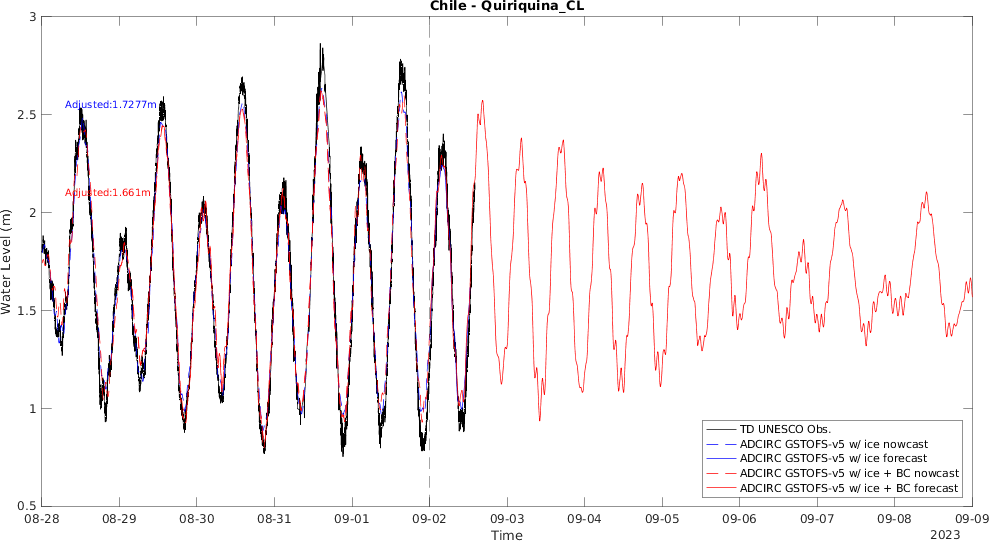 Chile - Quiriquina_CL
3
2.5
2
1.5
1
0.5
Water Level (m)
Adjusted:1.7277m
Adjusted:1.661m
TD UNESCO Obs.
ADCIRC GSTOFS-v5 w/ ice nowcast
ADCIRC GSTOFS-v5 w/ ice forecast
ADCIRC GSTOFS-v5 w/ ice + BC nowcast
ADCIRC GSTOFS-v5 w/ ice + BC forecast
08-28 08-29 08-30 08-31 09-01 09-02 09-03 09-04 09-05 09-06 09-07 09-08 09-09
Time
2023